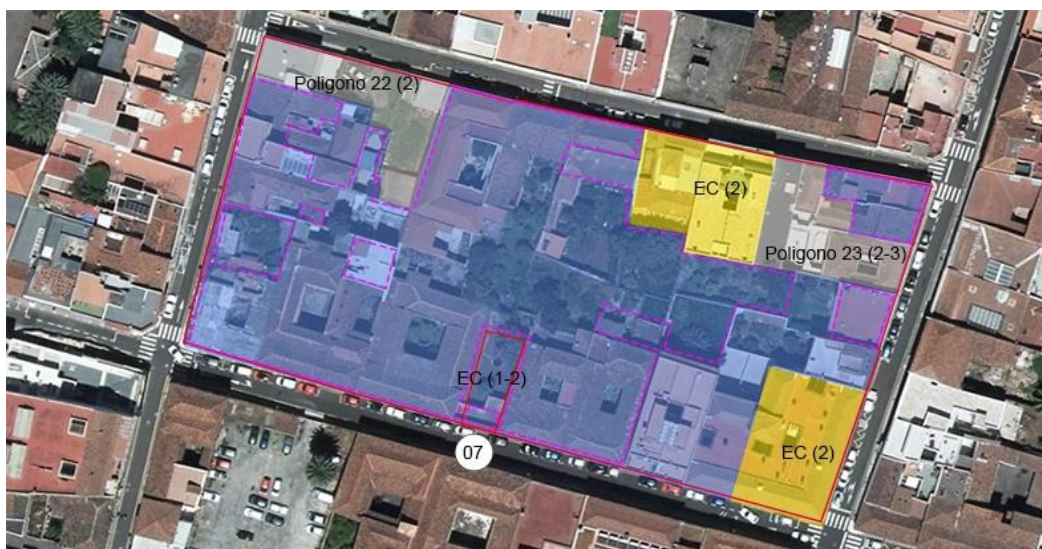 Poligono 22 (2)
EC (2)
Poligono 23 (2-3)
EC (1-2)
EC (2)
07